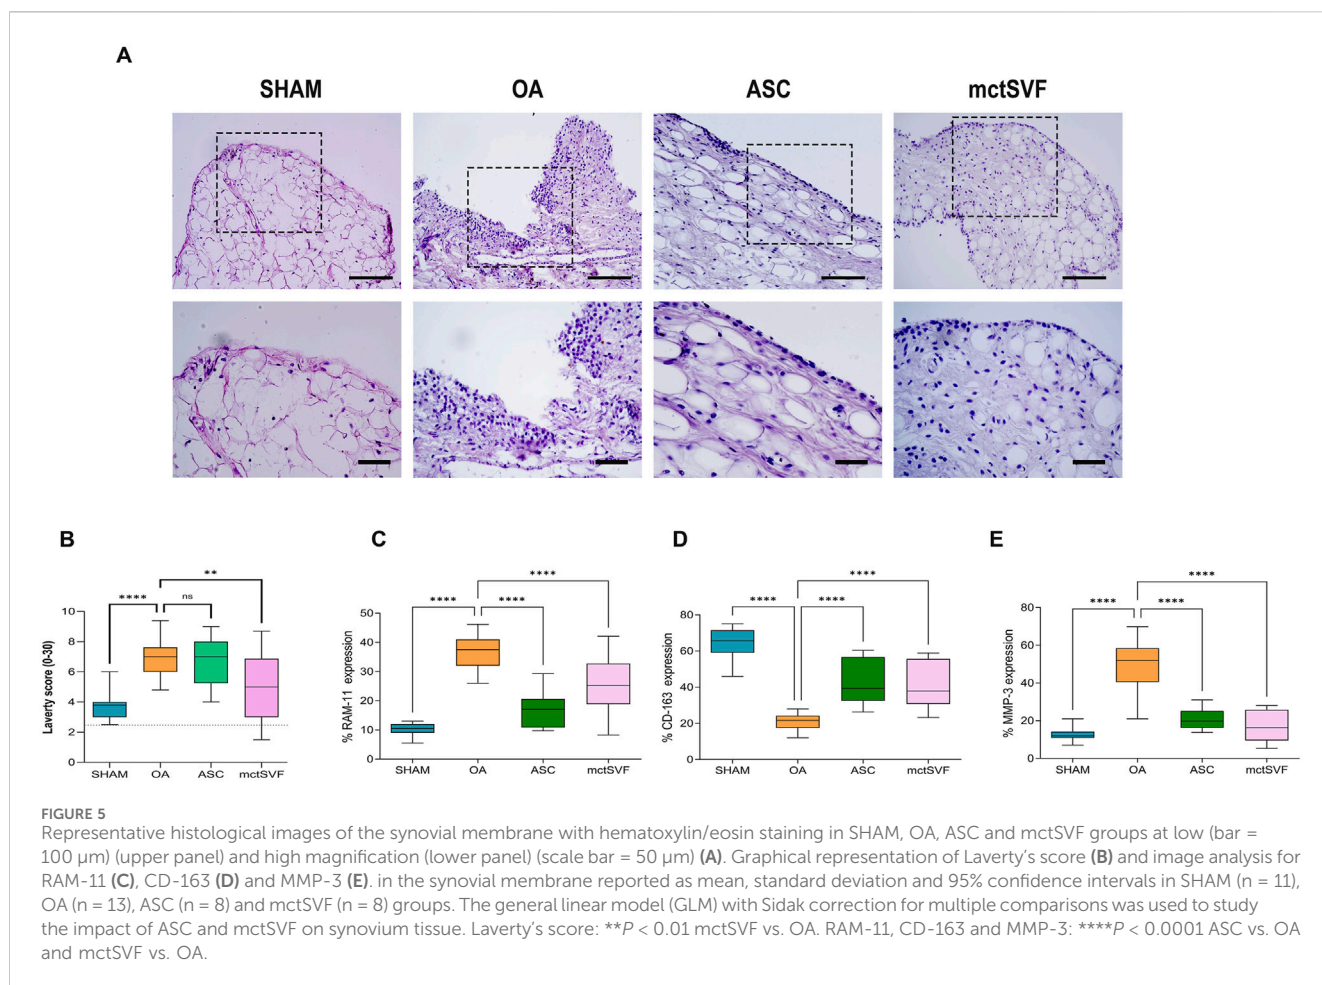 A
SHAM
OA
ASC
mctSVF
B
Laverty score (0-30)
10
8
6
4
2
0
****
ns
**
SHAM
OA
ASC
mctSVF
C
% RAM-11 expression
50
40
30
20
10
0
****
****
****
SHAM
OA
ASC
mctSVF
D
% CD-163 expression
80
60
40
20
0
****
****
****
SHAM
OA
ASC
mctSVF
E
% MMP-3 expression
80
60
40
20
0
****
****
****
SHAM
OA
ASC
mctSVF
FIGURE 5
Representative histological images of the synovial membrane with hematoxylin/eosin staining in SHAM, OA, ASC and mctSVF groups at low (bar =
100 µm) (upper panel) and high magnification (lower panel) (scale bar = 50 µm) (A). Graphical representation of Laverty's score (B) and image analysis for
RAM-11 (C), CD-163 (D) and MMP-3 (E). in the synovial membrane reported as mean, standard deviation and 95% confidence intervals in SHAM (n = 11),
OA (n = 13), ASC (n = 8) and mctSVF (n = 8) groups. The general linear model (GLM) with Sidak correction for multiple comparisons was used to study
the impact of ASC and mctSVF on synovium tissue. Laverty's score: **P < 0.01 mctSVF vs. OA. RAM-11, CD-163 and MMP-3: ****P < 0.0001 ASC vs. OA
and mctSVF vs. OA.